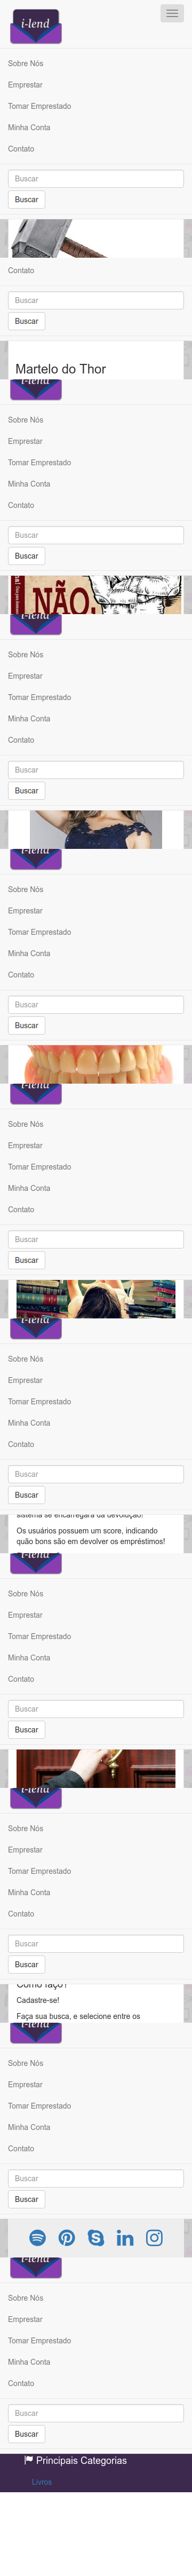 i-lend
Sobre Nós
Emprestar
Tomar Emprestado
Minha Conta
Contato
Buscar
Buscar
Contato
Buscar
Buscar
Martelo do Thor
i-lend
Sobre Nós
Emprestar
Tomar Emprestado
Minha Conta
Contato
Buscar
Buscar
NÃO.
i-lend
Sobre Nós
Emprestar
Tomar Emprestado
Minha Conta
Contato
Buscar
Buscar
i-lend
Sobre Nós
Emprestar
Tomar Emprestado
Minha Conta
Contato
Buscar
Buscar
i-lend
Sobre Nós
Emprestar
Tomar Emprestado
Minha Conta
Contato
Buscar
Buscar
i-lend
Sobre Nós
Emprestar
Tomar Emprestado
Minha Conta
Contato
Buscar
Buscar
sistema se encarregará da devolução!
Os usuários possuem um score, indicando
quão bons são em devolver os empréstimos!
i-lend
Sobre Nós
Emprestar
Tomar Emprestado
Minha Conta
Contato
Buscar
Buscar
i-lend
Sobre Nós
Emprestar
Tomar Emprestado
Minha Conta
Contato
Buscar
Buscar
Como faço?
Cadastre-se!
Faça sua busca, e selecione entre os
i-lend
Sobre Nós
Emprestar
Tomar Emprestado
Minha Conta
Contato
Buscar
Buscar
i-lend
Sobre Nós
Emprestar
Tomar Emprestado
Minha Conta
Contato
Buscar
Buscar
Principais Categorias
Livros